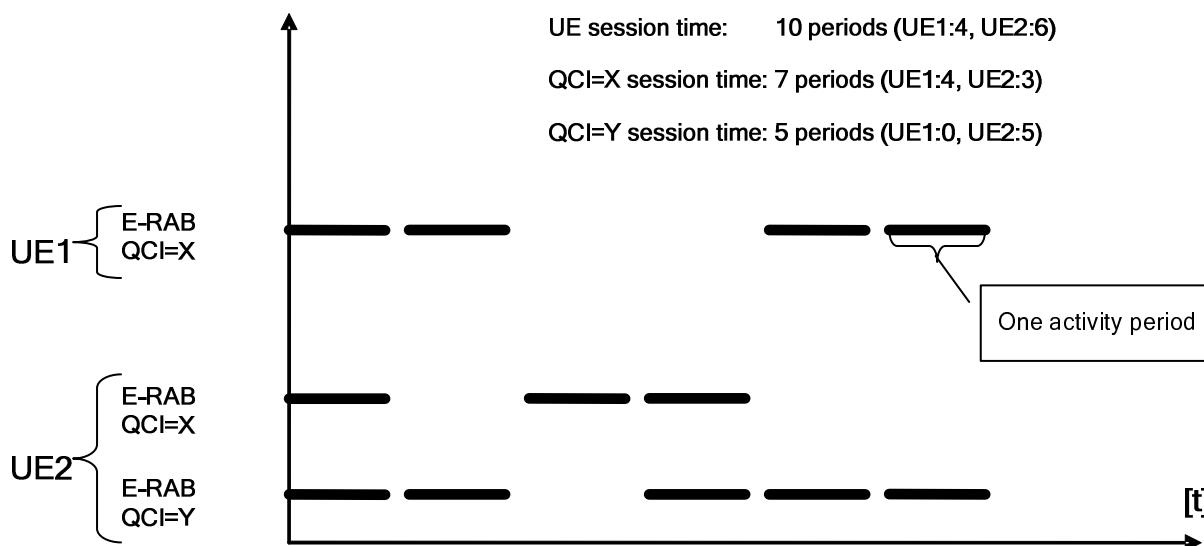 UE session time: 10 periods (UE1:4, UE2:6)
QCI=X session time: 7 periods (UE1:4, UE2:3)
QCI=Y session time: 5 periods (UE1:0, UE2:5)
UE1
E-RAB
QCI=X
One activity period
UE2
E-RAB
QCI=X
E-RAB
QCI=Y
[t]